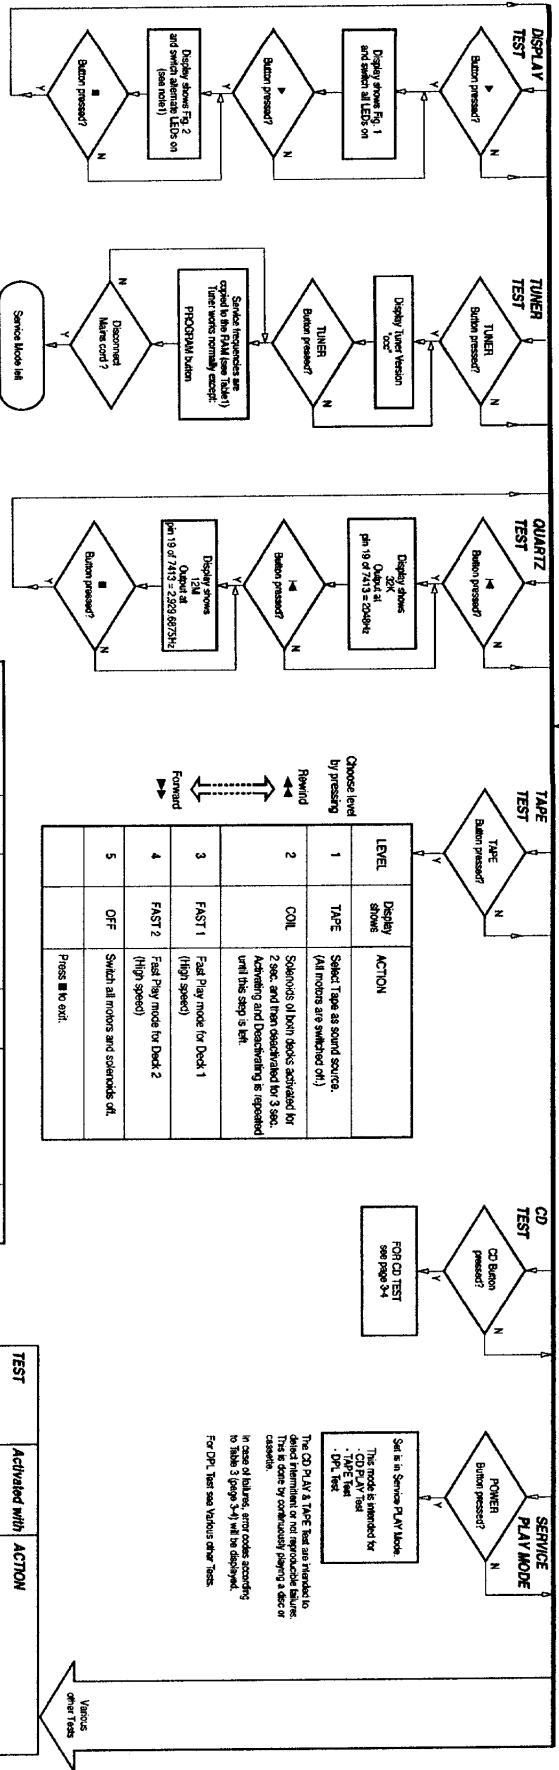 DISPLAY
TEST
▶
Button pressed?
N
Y
Display shows Fig. 1
and switch all LEDs on
▶
Button pressed?
N
Y
Display shows Fig. 2
and switch alternate LEDs on
(see note1)
■
Button pressed?
N
Y
TUNER
TEST
TUNER
Button pressed?
N
Y
Display Tuner Version
"ccc"
TUNER
Button pressed?
N
Y
Service frequencies are
copied to the RAM (see Table1)
Tuner works normally except:
PROGRAM button
Disconnect
Mains cord ?
N
Y
Service Mode left
QUARTZ
TEST
|◀
Button pressed?
N
Y
Display shows
32K
Output at
pin 19 of 7413 = 2048Hz
|◀
Button pressed?
N
Y
Display shows
12M
Output at
pin 19 of 7413 = 2,929.6875Hz
■
Button pressed?
N
Y
TAPE
TEST
TAPE
Button pressed?
N
Y
Choose level
by pressing
◀◀
Rewind
Forward
▶▶
LEVEL
Display
shows
ACTION
1
TAPE
Select Tape as sound source.
(All motors are switched off.)
2
COIL
Solenoids of both decks activated for
2 sec. and then deactivated for 3 sec.
Activating and Deactivating is repeated
until this step is left.
3
FAST 1
Fast Play mode for Deck 1
(High speed)
4
FAST 2
Fast Play mode for Deck 2
(High speed)
5
OFF
Switch all motors and solenoids off.
Press ■ to exit.
CD
TEST
CD Button
pressed?
N
Y
FOR CD TEST
see page 3-4
SERVICE
PLAY MODE
POWER
Button pressed?
N
Y
Set is in Service PLAY Mode.
This mode is intended for
- CD PLAY Test
- TAPE Test
- DPL Test
The CD PLAY & TAPE Test are intended to
detect intermittent or not reproducible failures.
This is done by continuously playing a disc or
cassette.
In case of failures, error codes according
to Table 3 (page 3-4) will be displayed.
For DPL Test see Various other Tests.
Various
other Tests
TEST
Activated with
ACTION